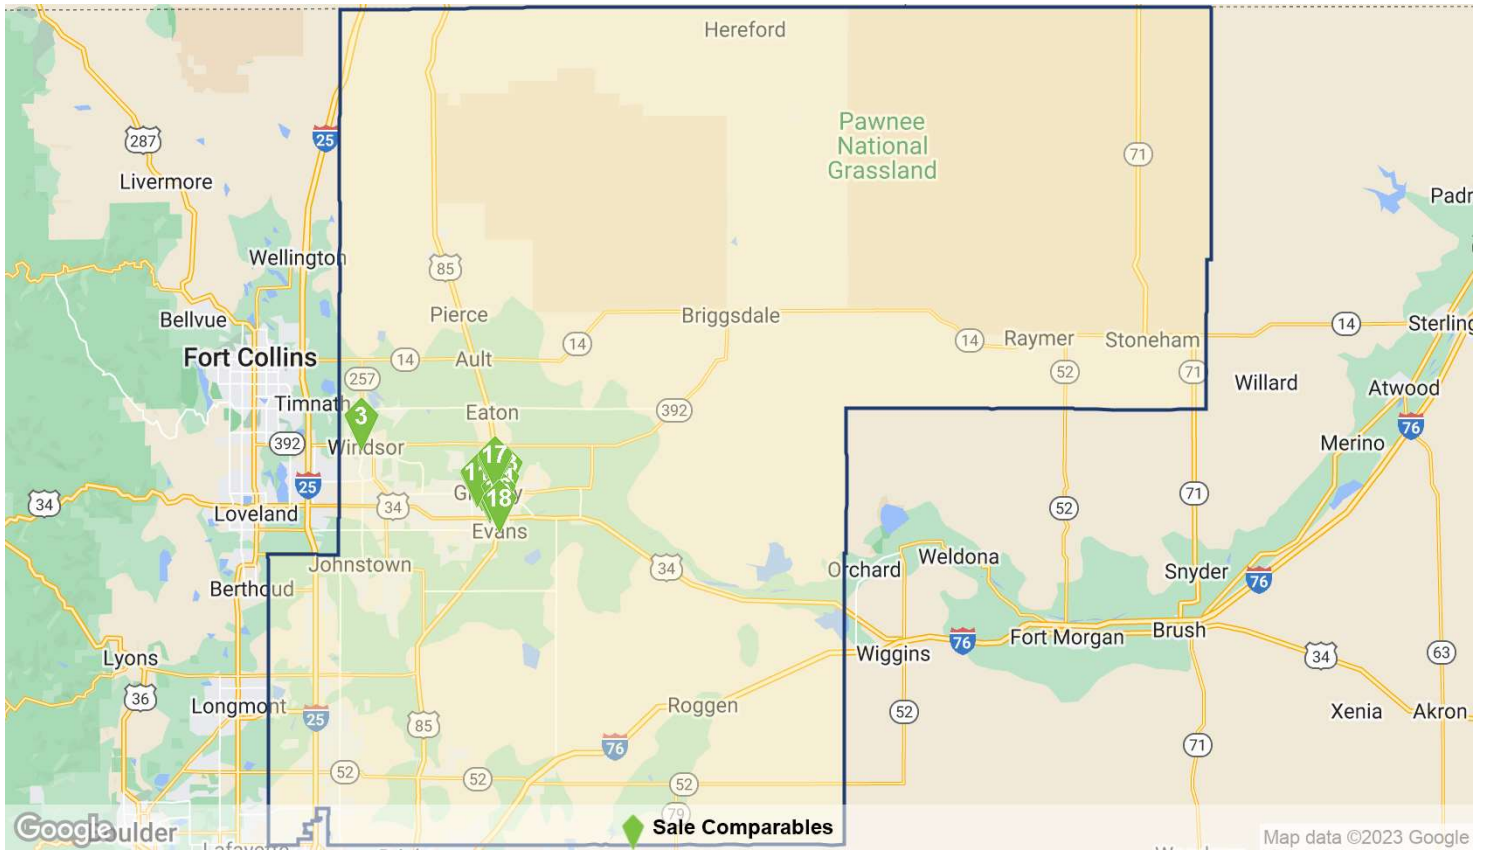 Hereford
Pawnee
National
Grassland
25
287
71
Livermore
Padr
Wellington
85
Bellvue
Pierce
Briggsdale
14
Sterling
Fort Collins
14
Ault
14
14
Raymer
Stoneham
257
52
71
Willard
Atwood
Timnath
3
Eaton
392
76
392
Windsor
Merino
17
25
34
18
34
71
Loveland
Evans
52
Johnstown
34
Orchard
Weldona
Snyder
76
Berthoud
Fort Morgan
Brush
76
Lyons
Wiggins
34
63
36
Longmont
25
85
Roggen
52
Xenia
Akron
76
71
52
52
52
79
Google
oulder
Sale Comparables
Map data ©2023 Google